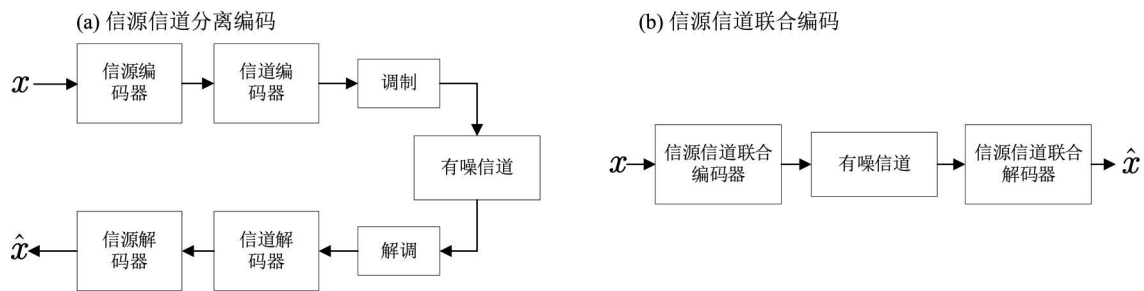 (a) 信源信道分离编码
x
信源编
码器
信道编
码器
调制
有噪信道
解调
信道解
码器
信源解
码器
x̂
(b) 信源信道联合编码
x
信源信道联合
编码器
有噪信道
信源信道联合
解码器
x̂